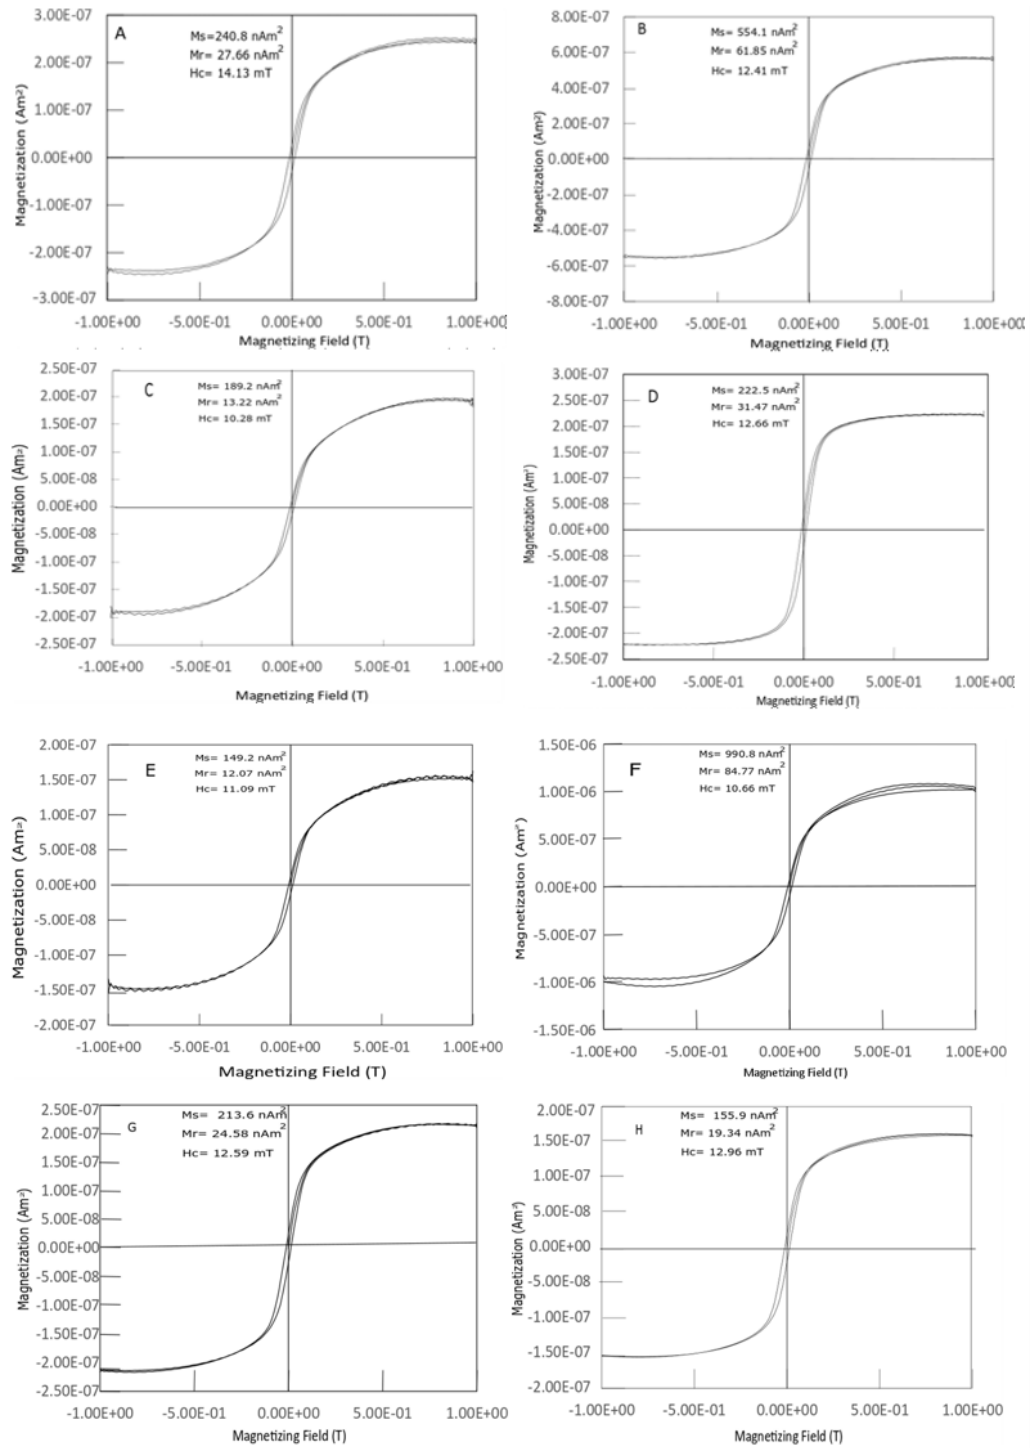 A
Ms=240.8 nAm²
Mr= 27.66 nAm²
Hc= 14.13 mT
3.00E-07
2.00E-07
1.00E-07
0.00E+00
-1.00E-07
-2.00E-07
-3.00E-07
Magnetization (Am²)
-1.00E+00 -5.00E-01 0.00E+00 5.00E-01 1.00E+00
Magnetizing Field (T)
B
Ms= 554.1 nAm²
Mr= 61.85 nAm²
Hc= 12.41 mT
8.00E-07
6.00E-07
4.00E-07
2.00E-07
0.00E+00
-2.00E-07
-4.00E-07
-6.00E-07
-8.00E-07
Magnetization (Am²)
-1.00E+00 -5.00E-01 0.00E+00 5.00E-01 1.00E+00
Magnetizing Field (T)
C
Ms= 189.2 nAm²
Mr= 13.22 nAm²
Hc= 10.28 mT
2.50E-07
2.00E-07
1.50E-07
1.00E-07
5.00E-08
0.00E+00
-5.00E-08
-1.00E-07
-1.50E-07
-2.00E-07
-2.50E-07
Magnetization (Am²)
-1.00E+00 -5.00E-01 0.00E+00 5.00E-01 1.00E+00
Magnetizing Field (T)
D
Ms= 222.5 nAm²
Mr= 31.47 nAm²
Hc= 12.66 mT
3.00E-07
2.00E-07
1.50E-07
1.00E-07
5.00E-08
0.00E+00
-5.00E-08
-1.00E-07
-1.50E-07
-2.00E-07
-2.50E-07
Magnetization (Am²)
-1.00E+00 -5.00E-01 0.00E+00 5.00E-01 1.00E+00
Magnetizing Field (T)
E
Ms= 149.2 nAm²
Mr= 12.07 nAm²
Hc= 11.09 mT
2.00E-07
1.50E-07
1.00E-07
5.00E-08
0.00E+00
-5.00E-08
-1.00E-07
-1.50E-07
-2.00E-07
Magnetization (Am²)
-1.00E+00 -5.00E-01 0.00E+00 5.00E-01 1.00E+00
Magnetizing Field (T)
F
Ms= 990.8 nAm²
Mr= 84.77 nAm²
Hc= 10.66 mT
1.50E-06
1.00E-06
5.00E-07
0.00E+00
-5.00E-07
-1.00E-06
-1.50E-06
Magnetization (Am²)
-1.00E+00 -5.00E-01 0.00E+00 5.00E-01 1.00E+00
Magnetizing Field (T)
G
Ms= 213.6 nAm²
Mr= 24.58 nAm²
Hc= 12.59 mT
2.50E-07
2.00E-07
1.50E-07
1.00E-07
5.00E-08
0.00E+00
-5.00E-08
-1.00E-07
-1.50E-07
-2.00E-07
-2.50E-07
Magnetization (Am²)
-1.00E+00 -5.00E-01 0.00E+00 5.00E-01 1.00E+00
Magnetizing Field (T)
H
Ms= 155.9 nAm²
Mr= 19.34 nAm²
Hc= 12.96 mT
2.00E-07
1.50E-07
1.00E-07
5.00E-08
0.00E+00
-5.00E-08
-1.00E-07
-1.50E-07
-2.00E-07
Magnetization (Am²)
-1.00E+00 -5.00E-01 0.00E+00 5.00E-01 1.00E+00
Magnetizing Field (T)